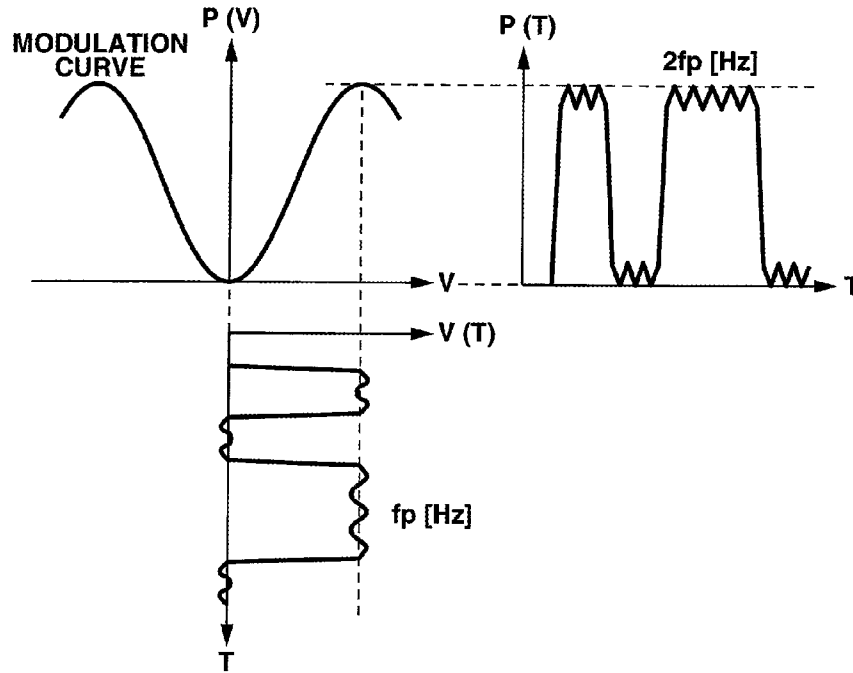 P (V)
MODULATION
CURVE
P (T)
2fp [Hz]
V
T
V (T)
fp [Hz]
T